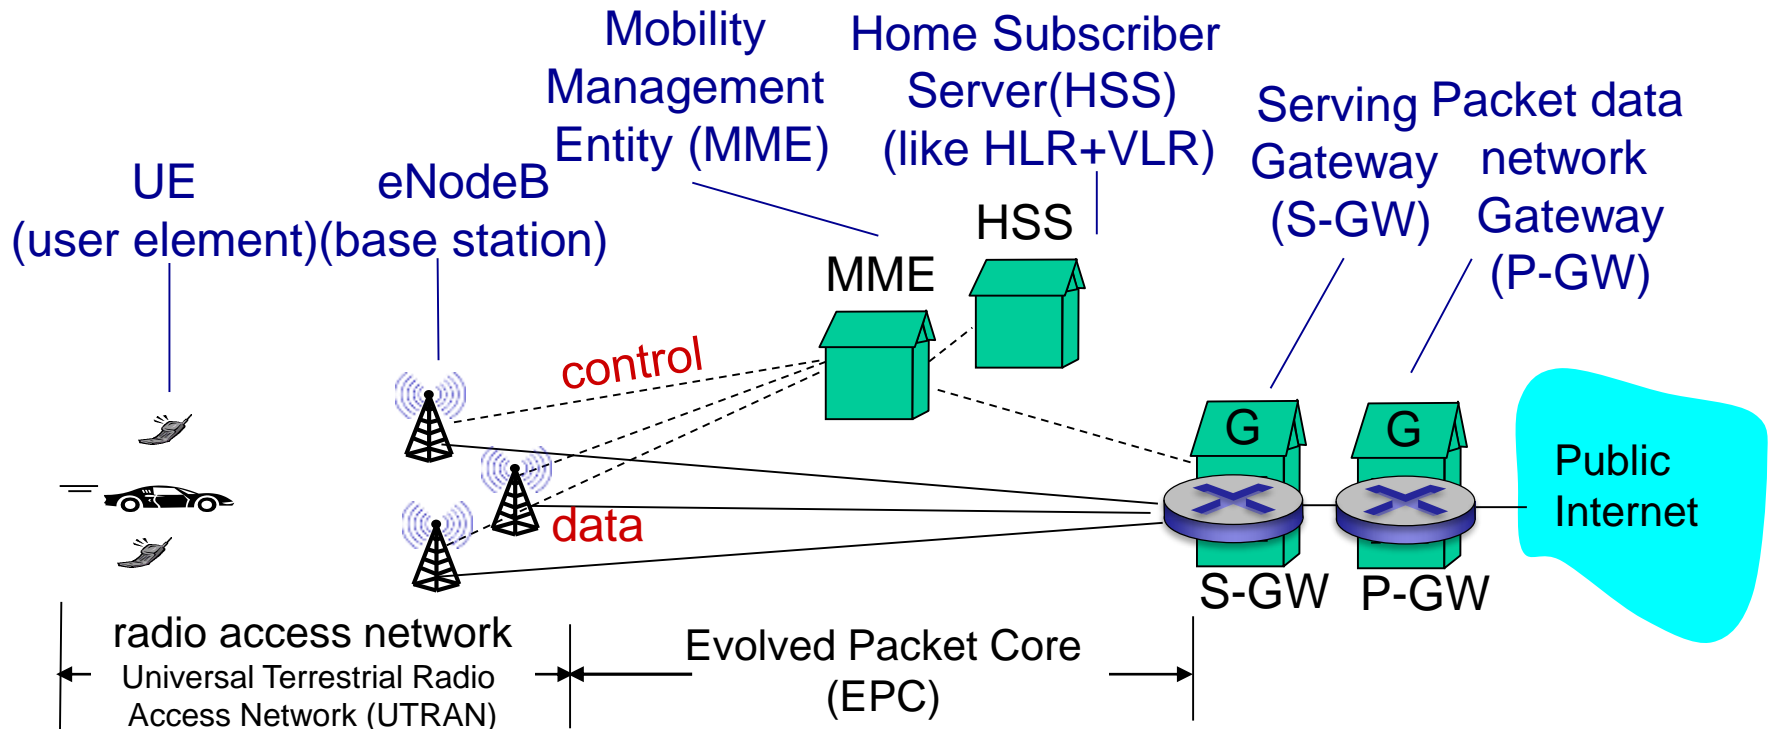 Mobility
Management
Entity (MME)
Home Subscriber
Server(HSS)
(like HLR+VLR)
Serving
Gateway
(S-GW)
Packet data
network
Gateway
(P-GW)
UE
(user element)
eNodeB
(base station)
HSS
MME
control
data
G
G
Public
Internet
S-GW
P-GW
radio access network
Universal Terrestrial Radio
Access Network (UTRAN)
Evolved Packet Core
(EPC)